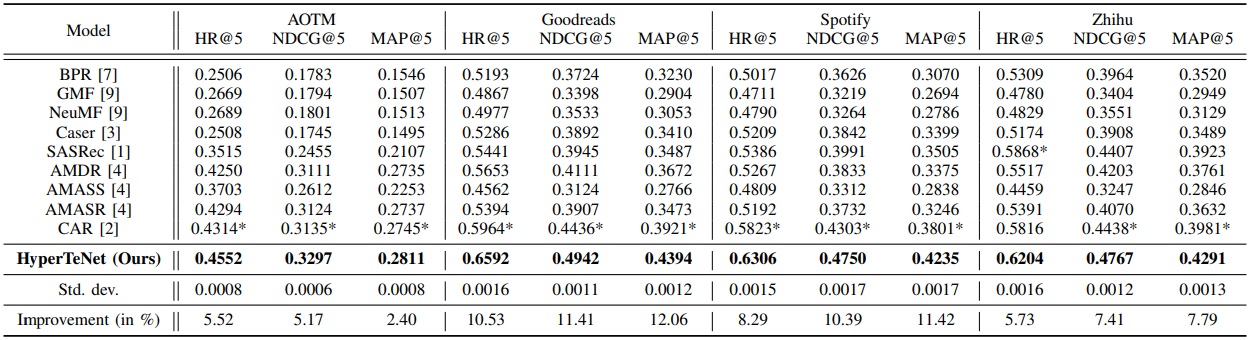 Model AOTM Goodreads Spotify Zhihu
HR@5 NDCG@5 MAP@5 HR@5 NDCG@5 MAP@5 HR@5 NDCG@5 MAP@5 HR@5 NDCG@5 MAP@5
BPR [7] 0.2506 0.1783 0.1546 0.5193 0.3724 0.3230 0.5017 0.3626 0.3070 0.5309 0.3964 0.3520
GMF [9] 0.2669 0.1794 0.1507 0.4867 0.3398 0.2904 0.4711 0.3219 0.2694 0.4780 0.3404 0.2949
NeuMF [9] 0.2689 0.1801 0.1513 0.4977 0.3533 0.3053 0.4790 0.3264 0.2786 0.4829 0.3551 0.3129
Caser [3] 0.2508 0.1745 0.1495 0.5286 0.3892 0.3410 0.5209 0.3842 0.3399 0.5174 0.3908 0.3489
SASRec [1] 0.3515 0.2455 0.2107 0.5441 0.3945 0.3487 0.5386 0.3991 0.3505 0.5868* 0.4407 0.3923
AMDR [4] 0.4250 0.3111 0.2735 0.5653 0.4111 0.3672 0.5267 0.3833 0.3375 0.5517 0.4203 0.3761
AMASS [4] 0.3703 0.2612 0.2253 0.4562 0.3124 0.2766 0.4809 0.3312 0.2838 0.4459 0.3247 0.2846
AMASR [4] 0.4294 0.3124 0.2737 0.5394 0.3907 0.3473 0.5192 0.3732 0.3246 0.5391 0.4070 0.3632
CAR [2] 0.4314* 0.3135* 0.2745* 0.5964* 0.4436* 0.3921* 0.5823* 0.4303* 0.3801* 0.5816 0.4438* 0.3981*
HyperTeNet (Ours) 0.4552 0.3297 0.2811 0.6592 0.4942 0.4394 0.6306 0.4750 0.4235 0.6204 0.4767 0.4291
Std. dev. 0.0008 0.0006 0.0008 0.0016 0.0011 0.0012 0.0015 0.0017 0.0017 0.0016 0.0012 0.0013
Improvement (in %) 5.52 5.17 2.40 10.53 11.41 12.06 8.29 10.39 11.42 5.73 7.41 7.79